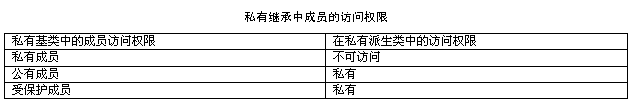 私有继承中成员的访问权限
私有基类中的成员访问权限 在私有派生类中的访问权限
私有成员 不可访问
公有成员 私有
受保护成员 私有